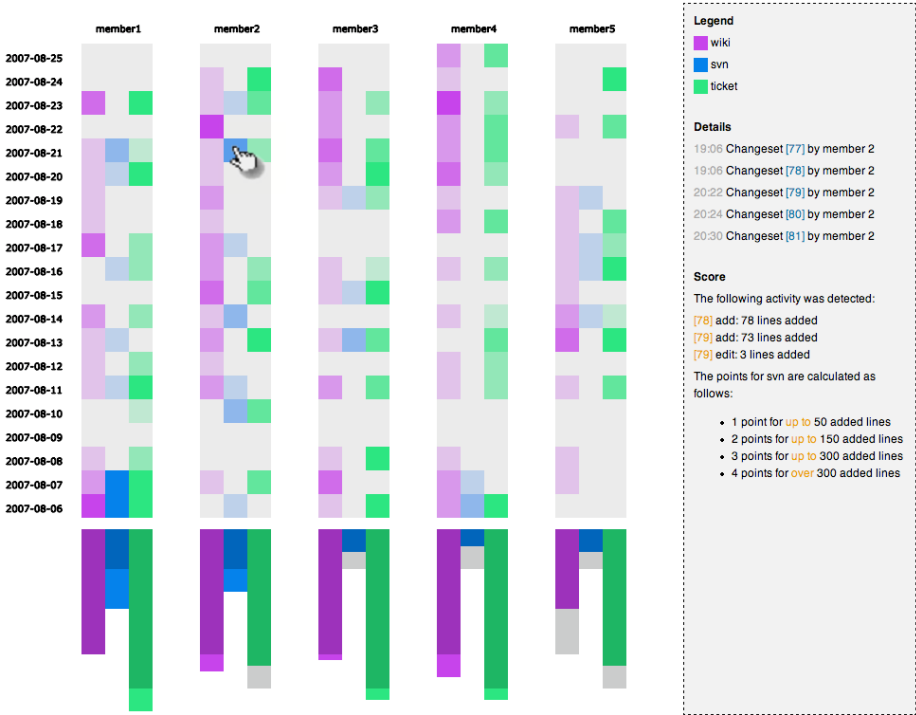 member1 member2 member3 member4 member5
2007-08-25
2007-08-24
2007-08-23
2007-08-22
2007-08-21
2007-08-20
2007-08-19
2007-08-18
2007-08-17
2007-08-16
2007-08-15
2007-08-14
2007-08-13
2007-08-12
2007-08-11
2007-08-10
2007-08-09
2007-08-08
2007-08-07
2007-08-06
Legend
wiki
svn
ticket
Details
19:06 Changeset [77] by member 2
19:06 Changeset [78] by member 2
20:22 Changeset [79] by member 2
20:24 Changeset [80] by member 2
20:30 Changeset [81] by member 2
Score
The following activity was detected:
[78] add: 78 lines added
[79] add: 73 lines added
[79] edit: 3 lines added
The points for svn are calculated as
follows:
• 1 point for up to 50 added lines
• 2 points for up to 150 added lines
• 3 points for up to 300 added lines
• 4 points for over 300 added lines